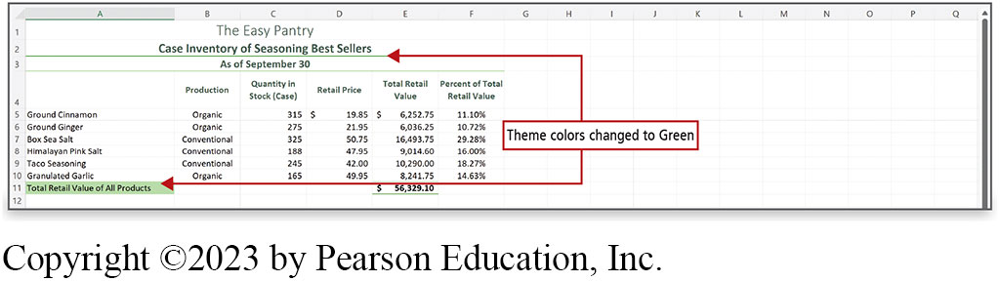 A B C D E F G H I J K L M N O P Q
1 The Easy Pantry
2 Case Inventory of Seasoning Best Sellers
3 As of September 30
4 Production Quantity in Stock (Case) Retail Price Total Retail Value Percent of Total Retail Value
5 Ground Cinnamon Organic 315 $ 19.85 $ 6,252.75 11.10%
6 Ground Ginger Organic 275 21.95 6,036.25 10.72%
7 Box Sea Salt Conventional 325 50.75 16,493.75 29.28%
8 Himalayan Pink Salt Conventional 188 47.95 9,014.60 16.00%
9 Taco Seasoning Conventional 245 42.00 10,290.00 18.27%
10 Granulated Garlic Organic 165 49.95 8,241.75 14.63%
11 Total Retail Value of All Products $ 56,329.10
12
Theme colors changed to Green
Copyright ©2023 by Pearson Education, Inc.